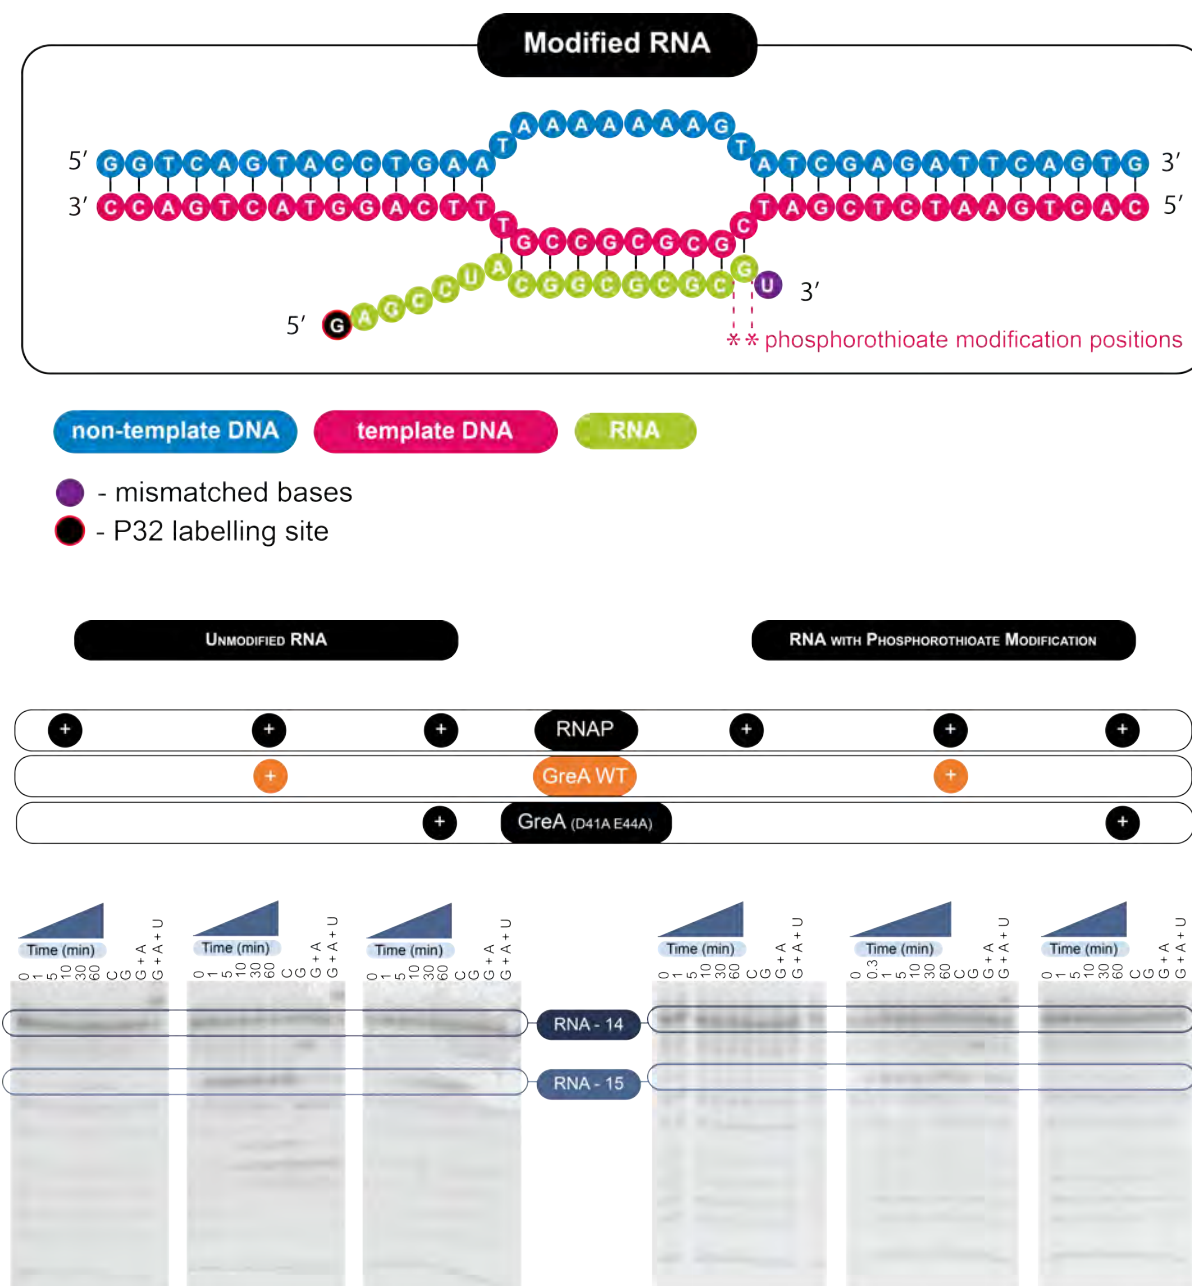 Modified RNA
5′ GGTCAGTACCTGAATAAAAAAAGTATCGAGATTCAGTG 3′
3′ CCAGTCATGGACTTTGCCGCGCGCTAGCTCTAAGTCAC 5′
5′ GAGCCUACGGCGCGCGU 3′
** phosphorothioate modification positions
non-template DNA template DNA RNA
- mismatched bases
- P32 labelling site
Unmodified RNA RNA with Phosphorothioate Modification
+ + + RNAP + + +
+ GreA WT +
+ GreA (D41A E44A) +
Time (min) Time (min) Time (min) Time (min) Time (min) Time (min)
0 1 5 10 30 60 C G G + A G + A + U 0 1 5 10 30 60 C G G + A G + A + U 0 1 5 10 30 60 C G G + A G + A + U 0 1 5 10 30 60 C G G + A G + A + U 0 0.3 1 5 10 30 60 C G G + A G + A + U 0 1 5 10 30 60 C G G + A G + A + U
RNA - 14
RNA - 15